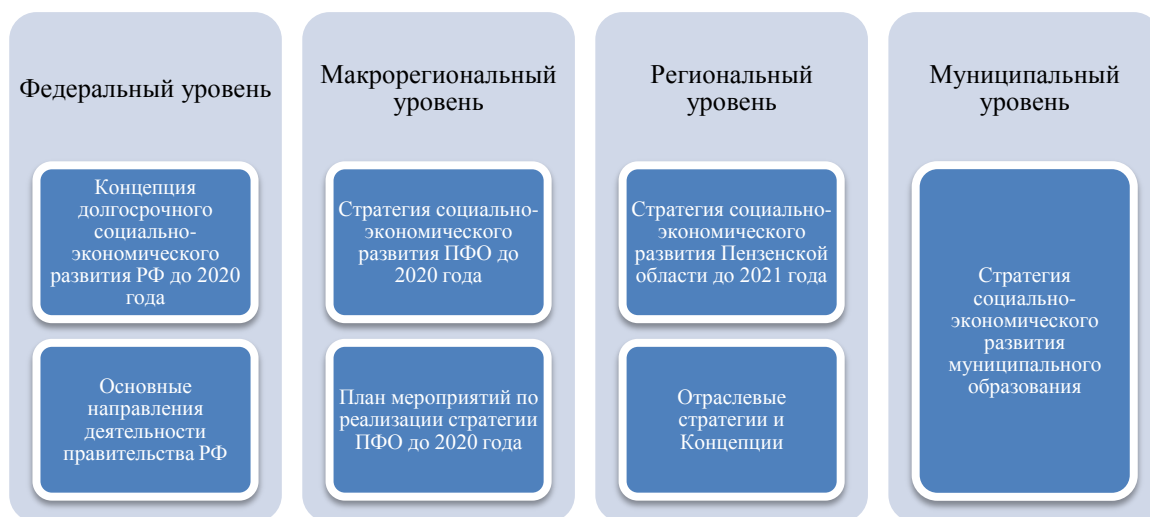 Федеральный уровень
Концепция
долгосрочного
социально-
экономического
развития РФ до 2020
года
Основные
направления
деятельности
правительства РФ
Макрорегиональный
уровень
Стратегия социально-
экономического
развития ПФО до
2020 года
План мероприятий по
реализации стратегии
ПФО до 2020 года
Региональный
уровень
Стратегия социально-
экономического
развития Пензенской
области до 2021 года
Отраслевые
стратегии и
Концепции
Муниципальный
уровень
Стратегия
социально-
экономического
развития
муниципального
образования